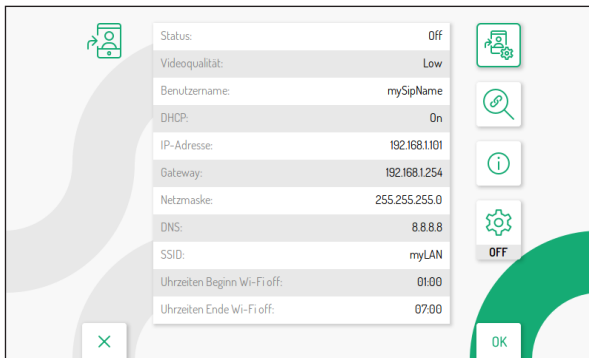 Status: Off
Videoqualität: Low
Benutzername: mySipName
DHCP: On
IP-Adresse: 192.168.1.101
Gateway: 192.168.1.254
Netzmaske: 255.255.255.0
DNS: 8.8.8.8
SSID: myLAN
Uhrzeiten Beginn Wi-Fi off: 01:00
Uhrzeiten Ende Wi-Fi off: 07:00
OFF
OK